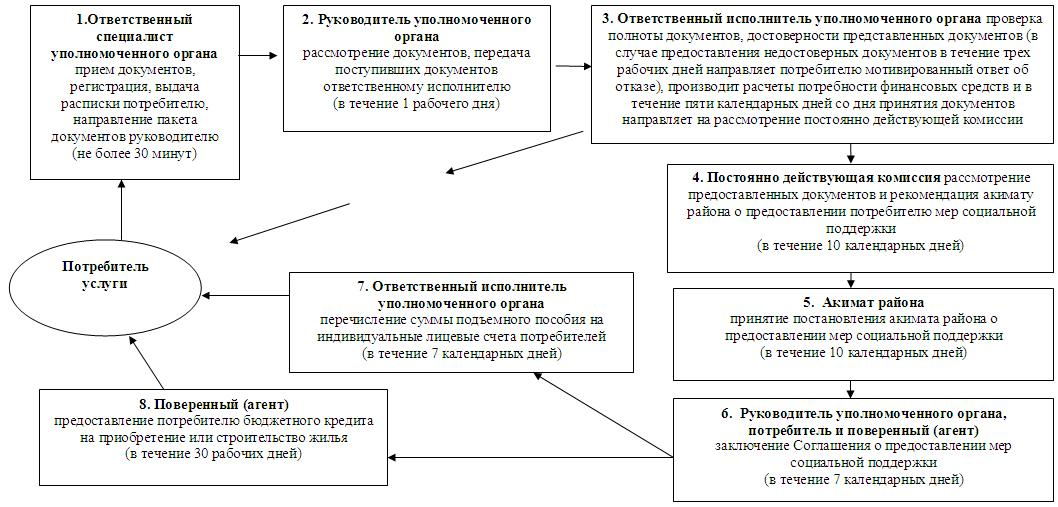 1.Ответственный
специалист
уполномоченного органа
прием документов,
регистрация, выдача
расписки потребителю,
направление пакета
документов руководителю
(не более 30 минут)
2. Руководитель уполномоченного
органа
рассмотрение документов, передача
поступивших документов
ответственному исполнителю
(в течение 1 рабочего дня)
3. Ответственный исполнитель уполномоченного органа проверка
полноты документов, достоверности представленных документов (в
случае предоставления недостоверных документов в течение трех
рабочих дней направляет потребителю мотивированный ответ об
отказе), производит расчеты потребности финансовых средств и в
течение пяти календарных дней со дня принятия документов
направляет на рассмотрение постоянно действующей комиссии
4. Постоянно действующая комиссия рассмотрение
предоставленных документов и рекомендация акимату
района о предоставлении потребителю мер социальной
поддержки
(в течение 10 календарных дней)
5. Акимат района
принятие постановления акимата района о
предоставлении мер социальной поддержки
(в течение 10 календарных дней)
6. Руководитель уполномоченного органа,
потребитель и поверенный (агент)
заключение Соглашения о предоставлении мер
социальной поддержки
(в течение 7 календарных дней)
7. Ответственный исполнитель
уполномоченного органа
перечисление суммы подъемного пособия на
индивидуальные лицевые счета потребителей
(в течение 7 календарных дней)
8. Поверенный (агент)
предоставление потребителю бюджетного кредита
на приобретение или строительство жилья
(в течение 30 рабочих дней)
Потребитель
услуги